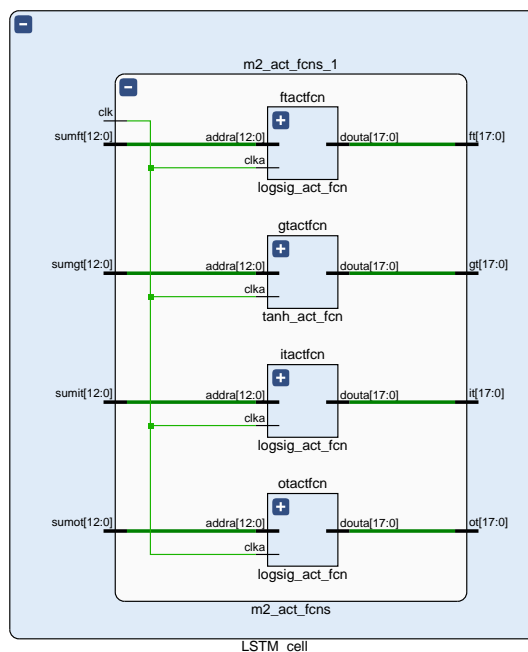 m2_act_fcns_1
clk
ftactfcn
sumft[12:0] addra[12:0] douta[17:0] ft[17:0]
clka
logsig_act_fcn
gtactfcn
sumgt[12:0] addra[12:0] douta[17:0] gt[17:0]
clka
tanh_act_fcn
itactfcn
sumit[12:0] addra[12:0] douta[17:0] it[17:0]
clka
logsig_act_fcn
otactfcn
sumot[12:0] addra[12:0] douta[17:0] ot[17:0]
clka
logsig_act_fcn
m2_act_fcns
LSTM_cell